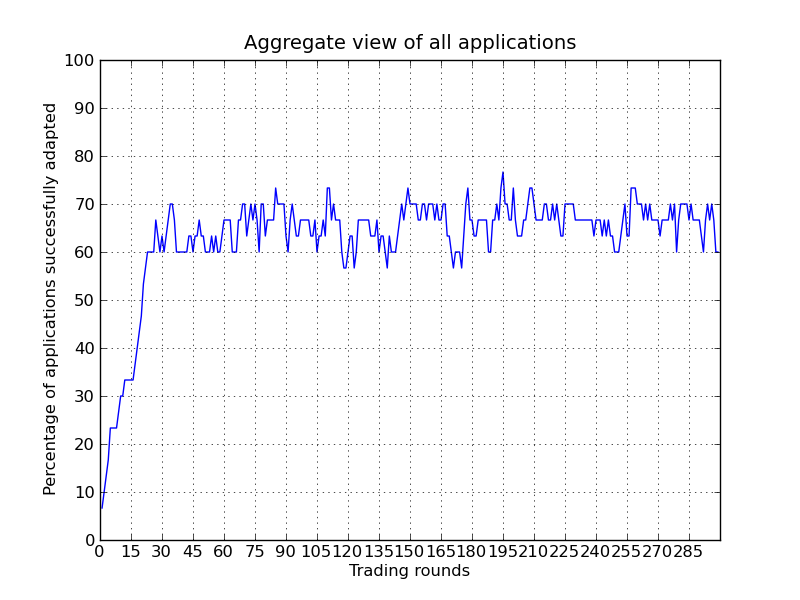 Aggregate view of all applications
Percentage of applications successfully adapted
100
90
80
70
60
50
40
30
20
10
0
0 15 30 45 60 75 90 105 120 135 150 165 180 195 210 225 240 255 270 285
Trading rounds